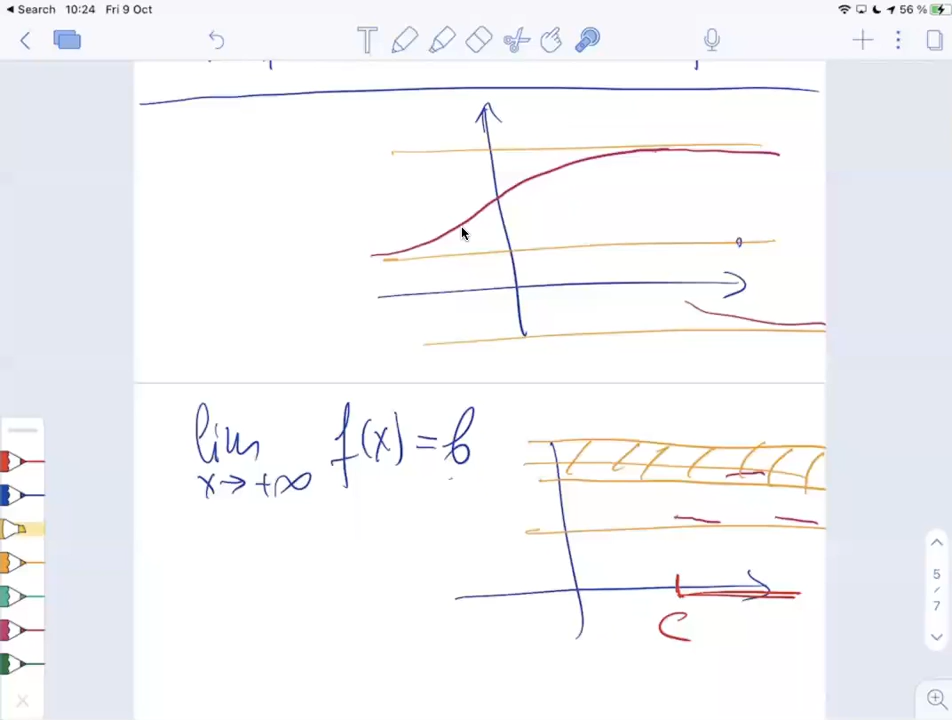 Search 10:24 Fri 9 Oct 56 %
T
lim f(x) = b
x→+∞
C
5
/
7